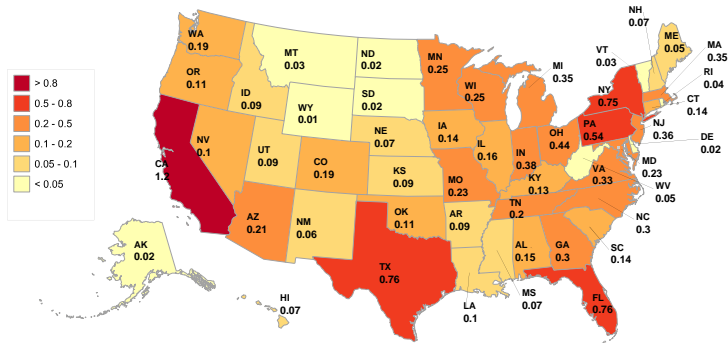 > 0.8
0.5 - 0.8
0.2 - 0.5
0.1 - 0.2
0.05 - 0.1
< 0.05
WA
0.19
OR
0.11
CA
1.2
NV
0.1
ID
0.09
MT
0.03
WY
0.01
UT
0.09
AZ
0.21
CO
0.19
NM
0.06
ND
0.02
SD
0.02
NE
0.07
KS
0.09
OK
0.11
TX
0.76
MN
0.25
IA
0.14
MO
0.23
AR
0.09
LA
0.1
WI
0.25
IL
0.16
MI
0.35
IN
0.38
OH
0.44
KY
0.13
TN
0.2
MS
0.07
AL
0.15
GA
0.3
FL
0.76
SC
0.14
NC
0.3
VA
0.33
WV
0.05
MD
0.23
DE
0.02
NJ
0.36
PA
0.54
NY
0.75
CT
0.14
RI
0.04
MA
0.35
VT
0.03
NH
0.07
ME
0.05
AK
0.02
HI
0.07